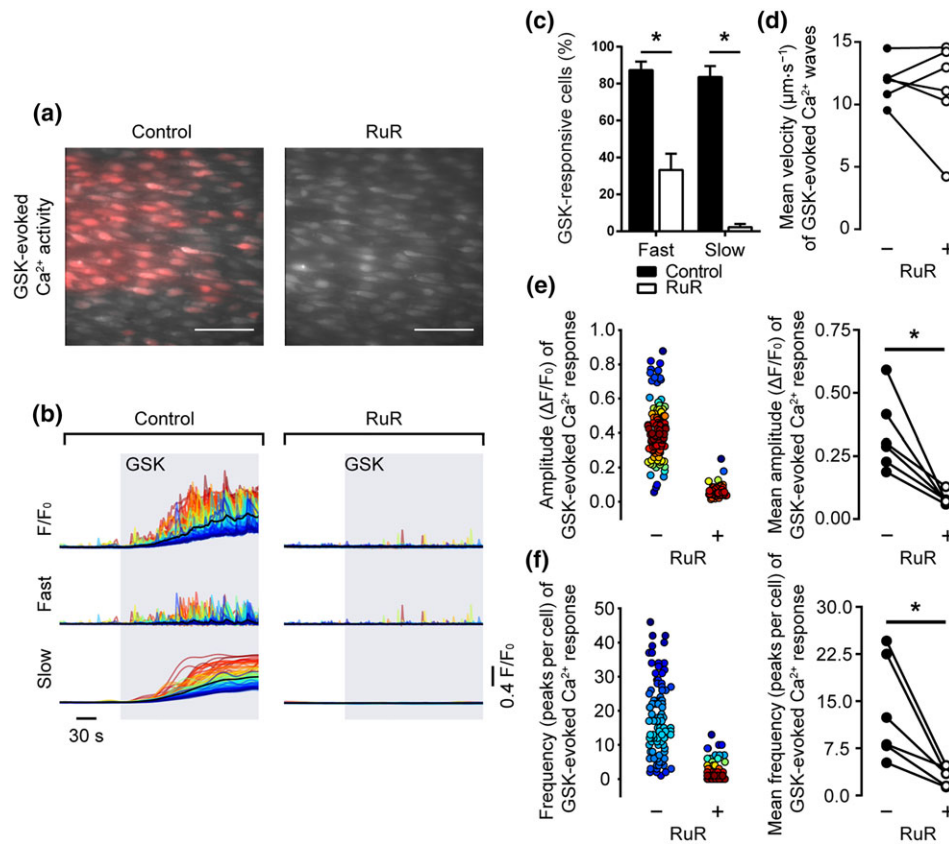 (a)
Control
RuR
GSK-evoked
Ca²⁺ activity
(b)
Control
RuR
GSK
GSK
F/F₀
Fast
Slow
30 s
0.4 F/F₀
(c)
GSK-responsive cells (%)
100
80
60
40
20
0
*
*
Fast
Slow
Control
RuR
(d)
Mean velocity (µm·s⁻¹)
of GSK-evoked Ca²⁺ waves
15
10
5
0
−
+
RuR
(e)
Amplitude (ΔF/F₀) of
GSK-evoked Ca²⁺ response
1.0
0.8
0.6
0.4
0.2
0.0
−
+
RuR
Mean amplitude (ΔF/F₀) of
GSK-evoked Ca²⁺ response
0.75
0.50
0.25
0.00
*
−
+
RuR
(f)
Frequency (peaks per cell) of
GSK-evoked Ca²⁺ response
50
40
30
20
10
0
−
+
RuR
Mean frequency (peaks per cell) of
GSK-evoked Ca²⁺ response
30.0
22.5
15.0
7.5
0.0
*
−
+
RuR